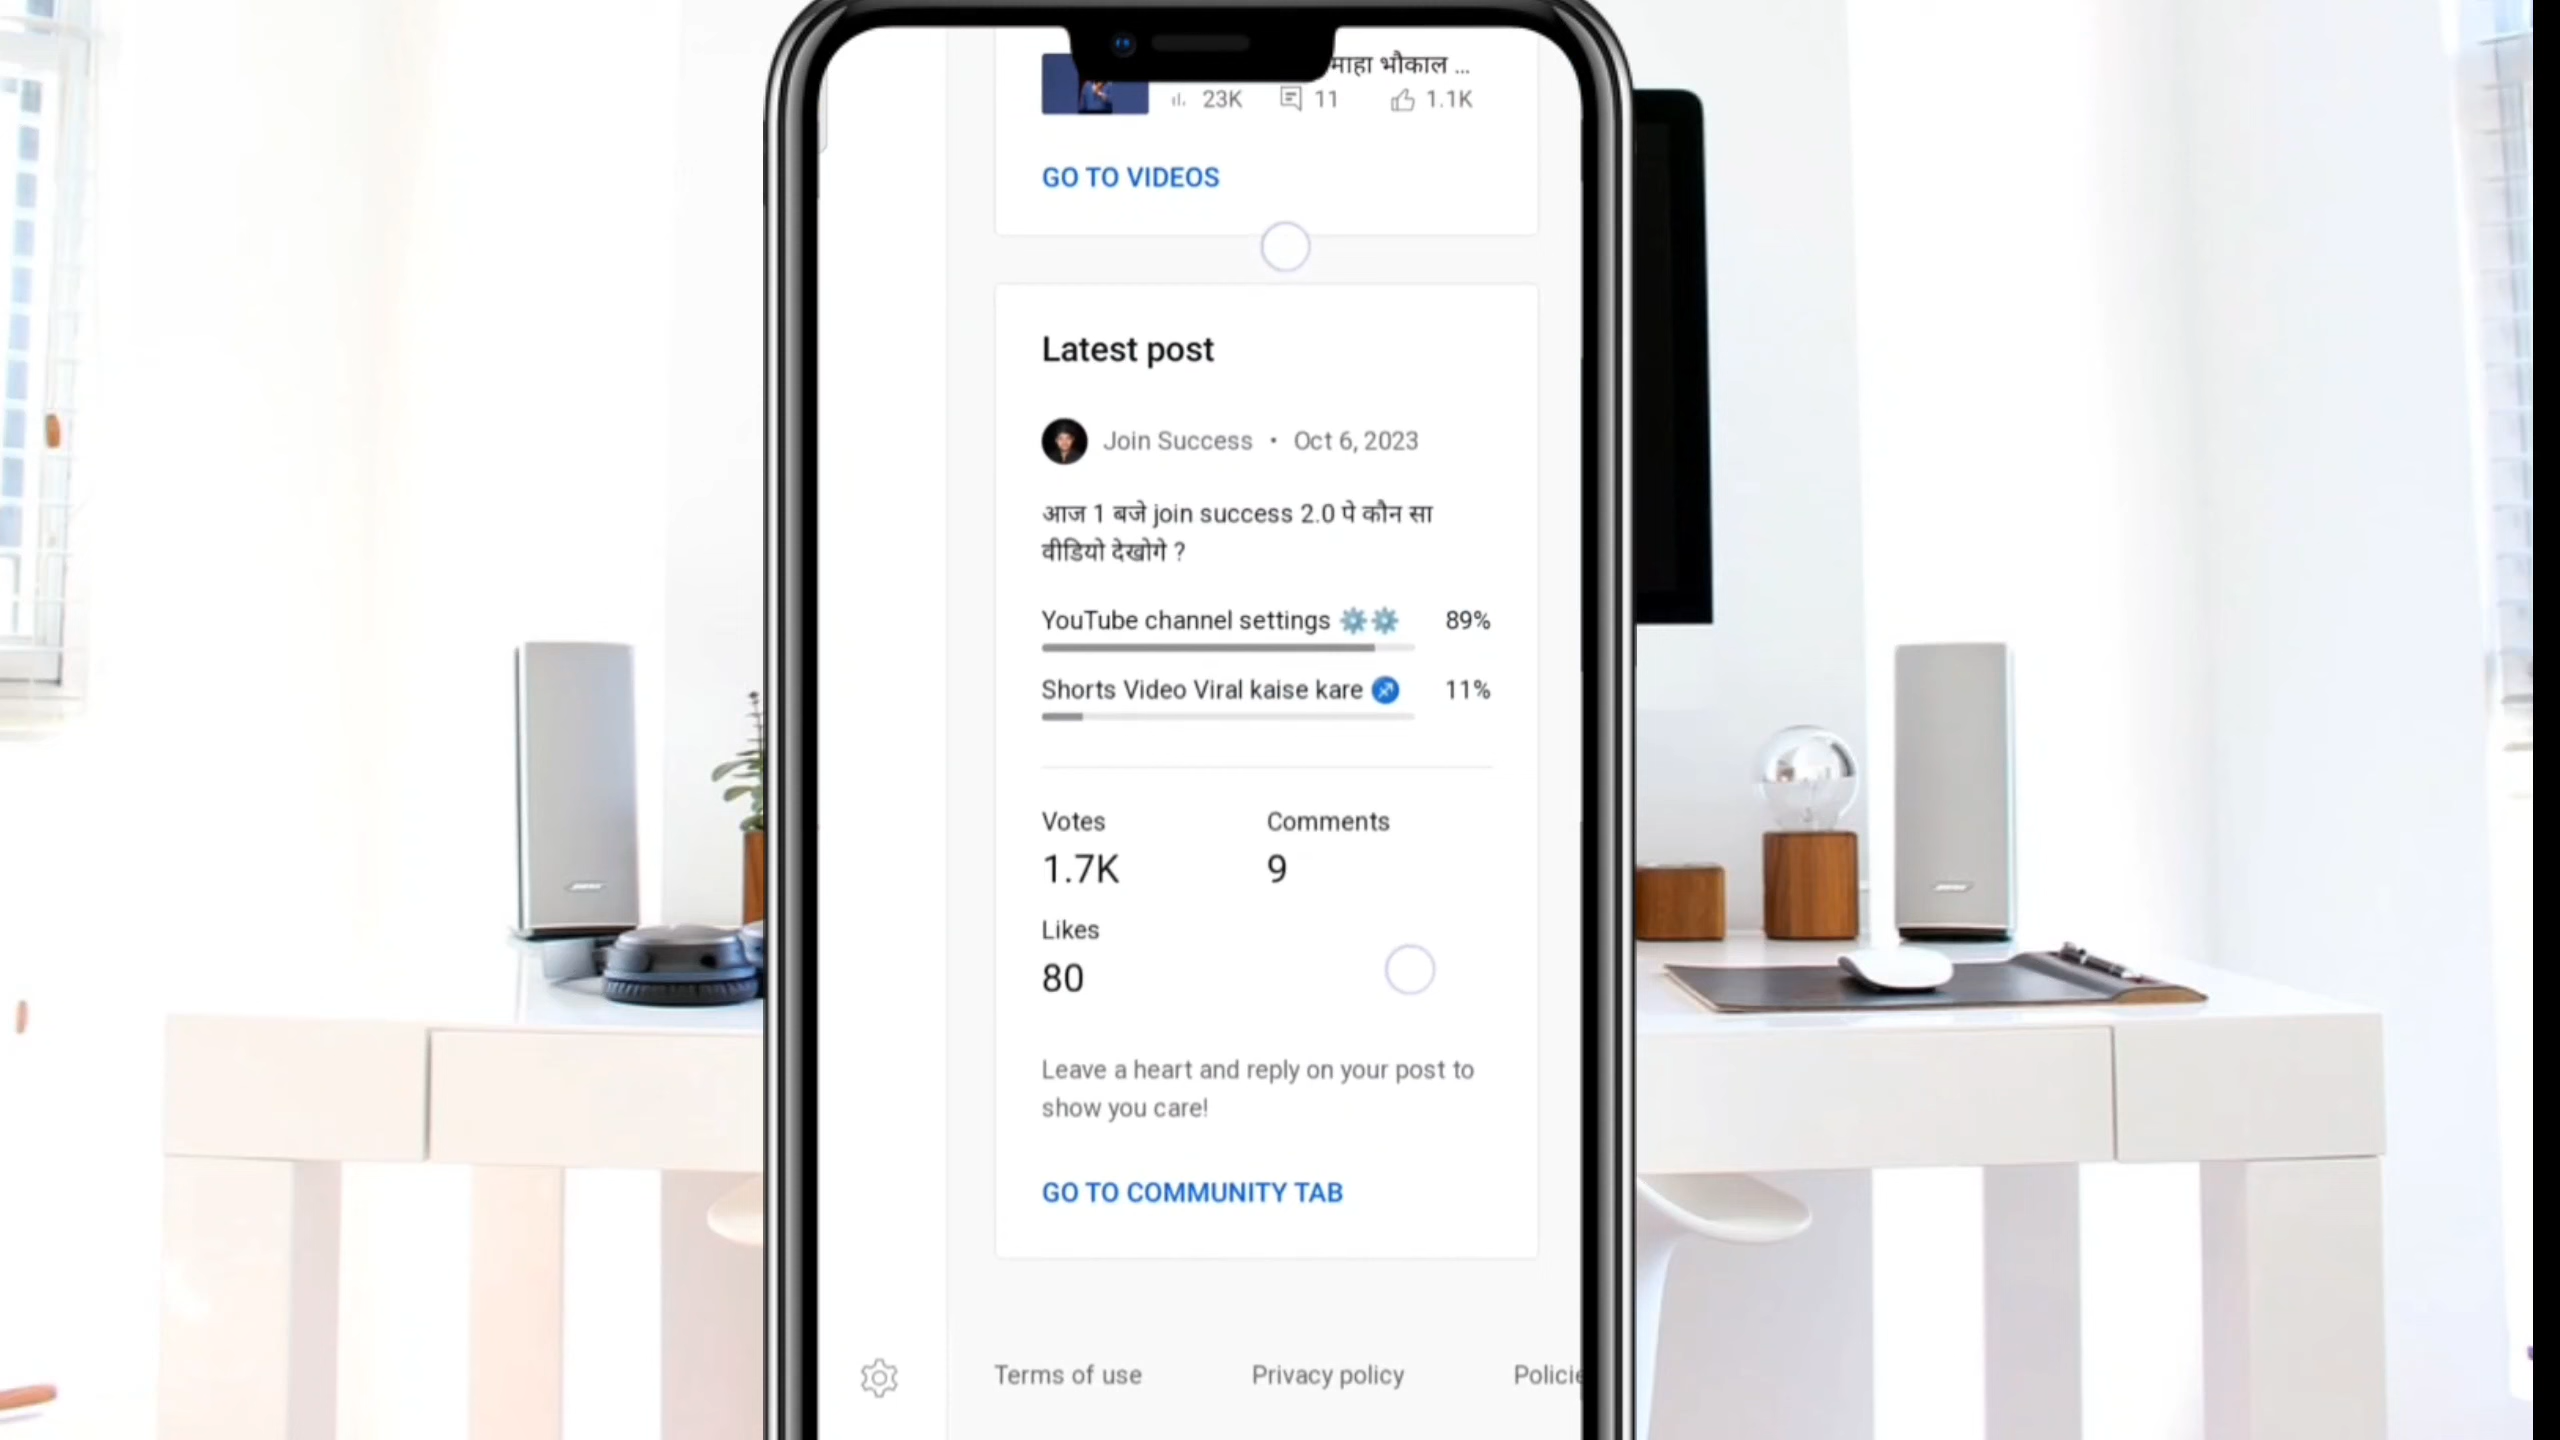 माहा भौकाल ...
23K 11 1.1K
GO TO VIDEOS
Latest post
Join Success • Oct 6, 2023
आज 1 बजे join success 2.0 पे कौन सा
वीडियो देखोगे ?
YouTube channel settings ⚙️⚙️ 89%
Shorts Video Viral kaise kare ♐ 11%
Votes Comments
1.7K 9
Likes
80
Leave a heart and reply on your post to
show you care!
GO TO COMMUNITY TAB
Terms of use Privacy policy Policie